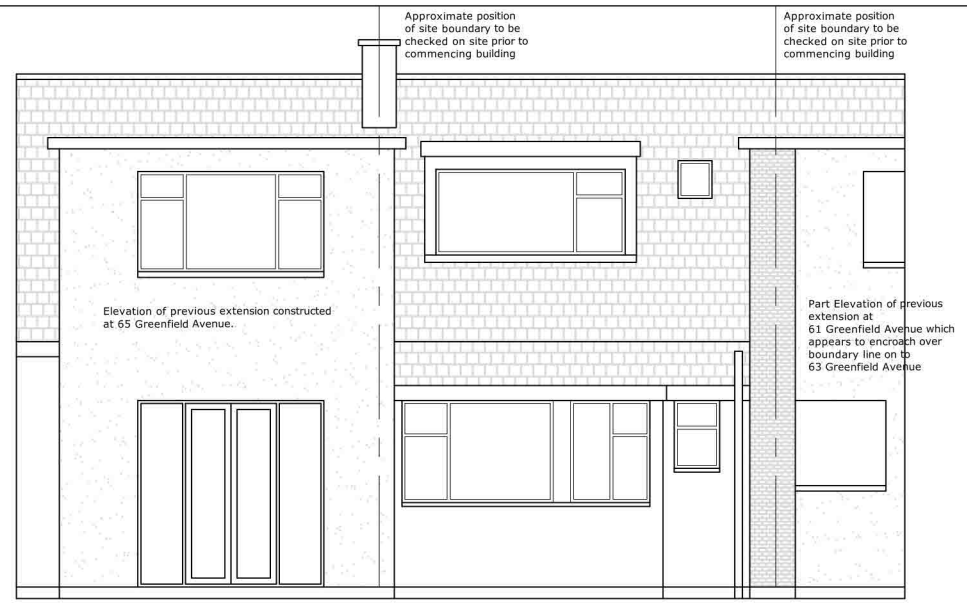 Approximate position
of site boundary to be
checked on site prior to
commencing building
Approximate position
of site boundary to be
checked on site prior to
commencing building
Elevation of previous extension constructed
at 65 Greenfield Avenue.
Part Elevation of previous
extension at
61 Greenfield Avenue which
appears to encroach over
boundary line on to
63 Greenfield Avenue